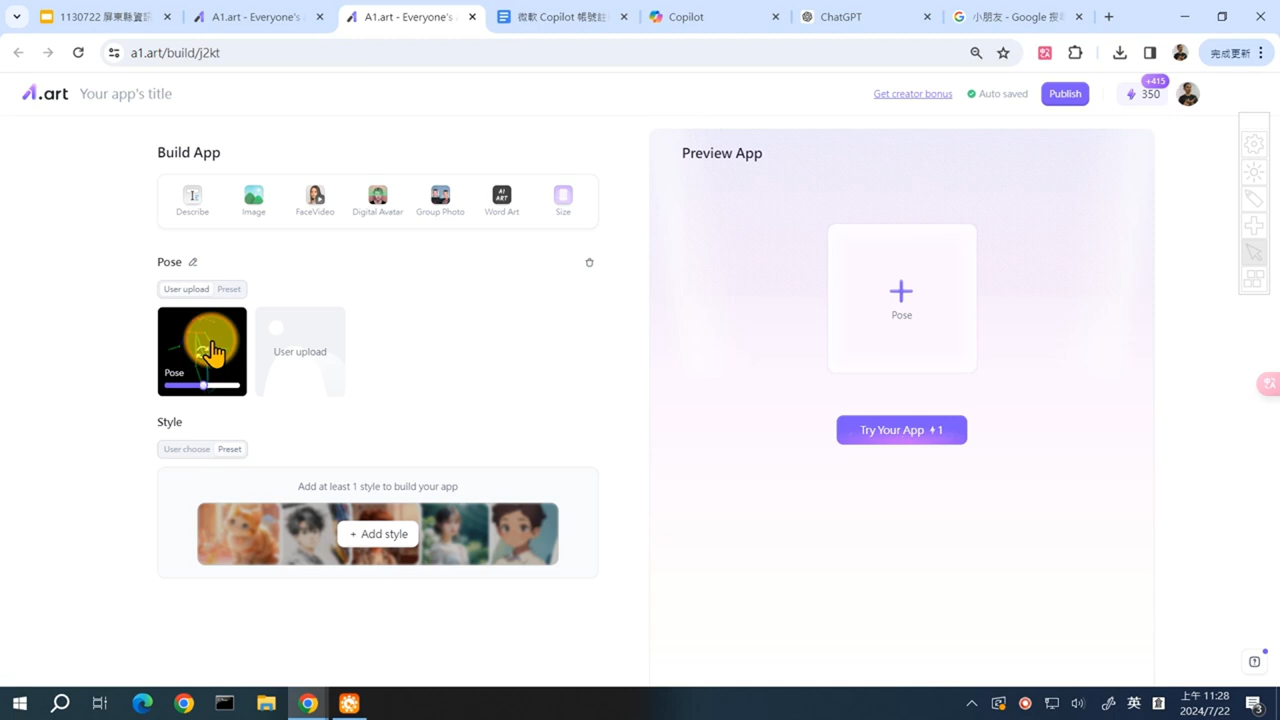 1130722 屏東縣資訊
A1.art - Everyone's
A1.art - Everyone's
微軟 Copilot 帳號註
Copilot
ChatGPT
小朋友 - Google 搜
a1.art/build/j2kt
完成更新
A.art
Your app's title
Get creator bonus
Auto saved
Publish
+415
350
Build App
Preview App
Describe
Image
FaceVideo
Digital Avatar
Group Photo
AI ART
Word Art
Size
Pose
User upload
Preset
Pose
User upload
Pose
Style
User choose
Preset
Try Your App 1
Add at least 1 style to build your app
+ Add style
英
上午 11:28
2024/7/22
3